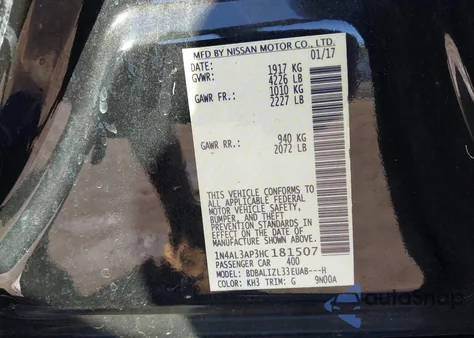 MFD BY NISSAN MOTOR CO., LTD.
DATE: 01/17
GVWR: 1917 KG
4226 LB
GAWR FR.: 1010 KG
2227 LB
GAWR RR.: 940 KG
2072 LB
THIS VEHICLE CONFORMS TO
ALL APPLICABLE FEDERAL
MOTOR VEHICLE SAFETY,
BUMPER, AND THEFT
PREVENTION STANDARDS IN
EFFECT ON THE DATE OF
MANUFACTURE SHOWN ABOVE.
1N4AL3AP3HC181507
PASSENGER CAR 400
MODEL: BDBALIZL33EUAB---H
COLOR: KH3 TRIM: G 9N00A
autoSnap